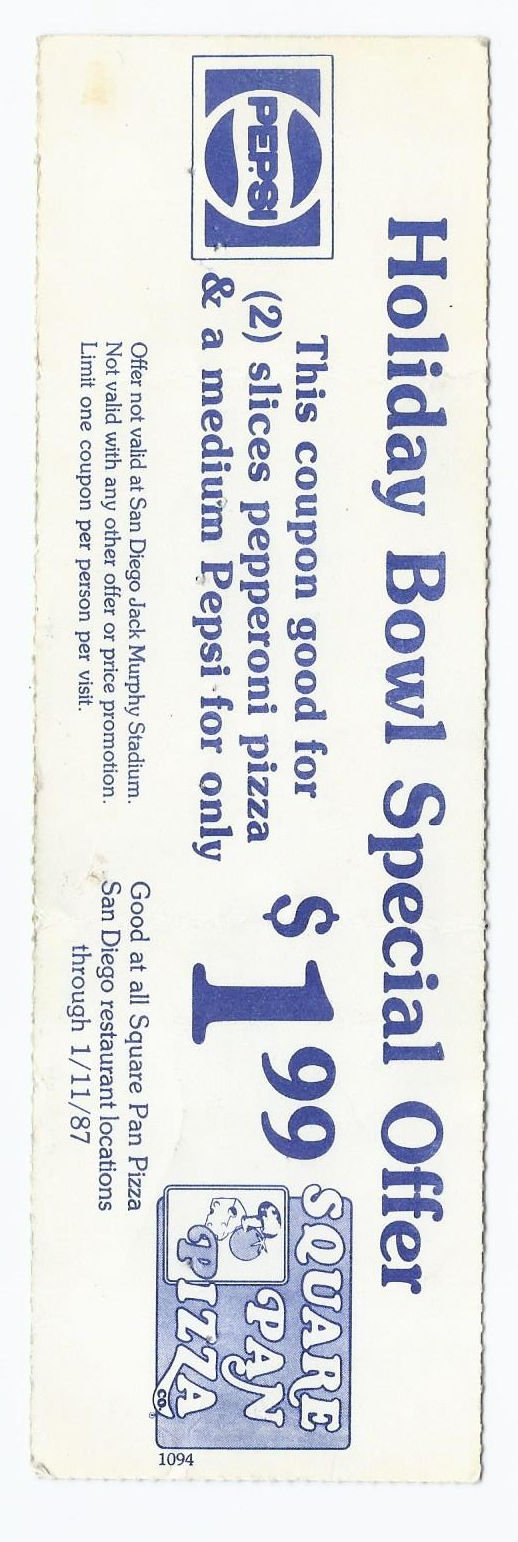 Holiday Bowl Special Offer
PEPSI
This coupon good for
(2) slices pepperoni pizza
& a medium Pepsi for only
$1 99
Offer not valid at San Diego Jack Murphy Stadium.
Not valid with any other offer or price promotion.
Limit one coupon per person per visit.
Good at all Square Pan Pizza
San Diego restaurant locations
through 1/11/87
SQUARE
PAN
PIZZA
CO.
1094